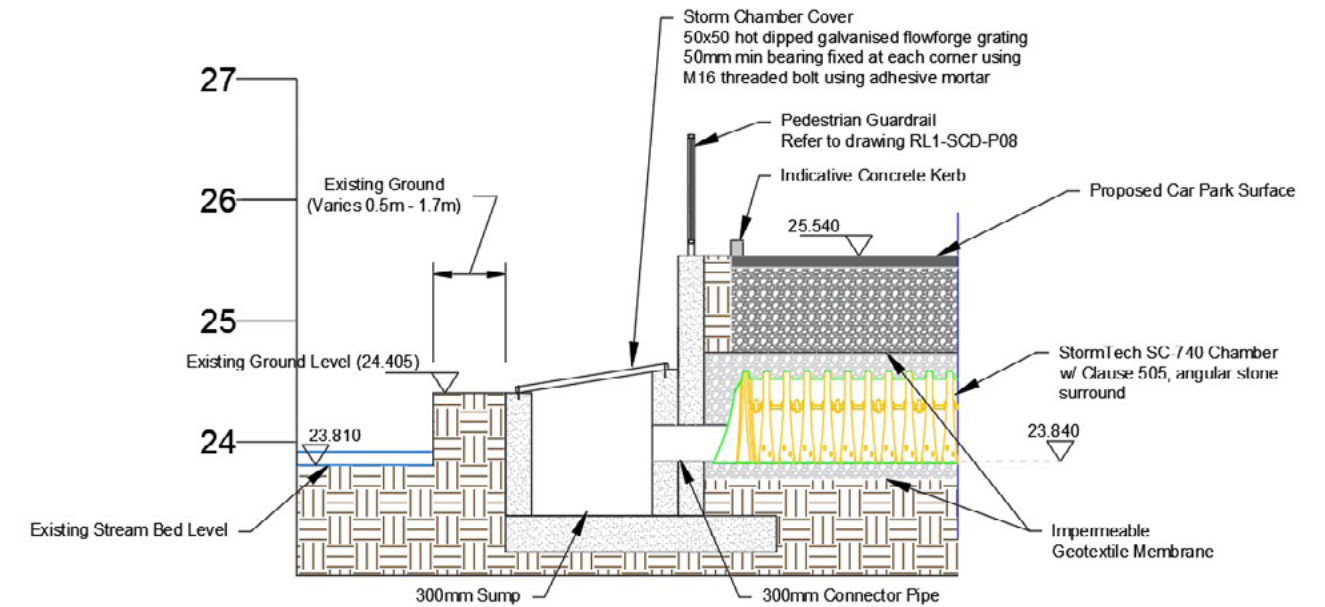 Storm Chamber Cover
50x50 hot dipped galvanised flowforge grating
50mm min bearing fixed at each corner using
M16 threaded bolt using adhesive mortar
27
Pedestrian Guardrail
Refer to drawing RL1-SCD-P08
Indicative Concrete Kerb
Existing Ground
(Varies 0.5m - 1.7m)
Proposed Car Park Surface
26
25.540
25
Existing Ground Level (24.405)
StormTech SC-740 Chamber
w/ Clause 505, angular stone
surround
24
23.810
23.840
Existing Stream Bed Level
Impermeable
Geotextile Membrane
300mm Sump
300mm Connector Pipe